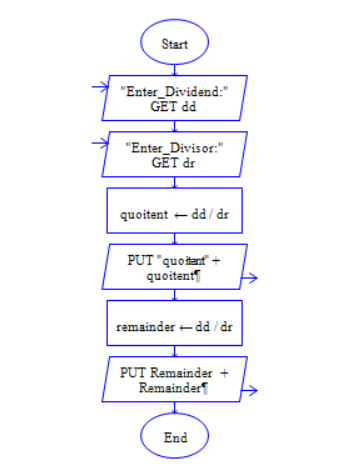 Start
"Enter_Dividend:"
GET dd
"Enter_Divisor:"
GET dr
quoitent ← dd / dr
PUT "quoitent" +
quoitent¶
remainder ← dd / dr
PUT Remainder +
Remainder¶
End